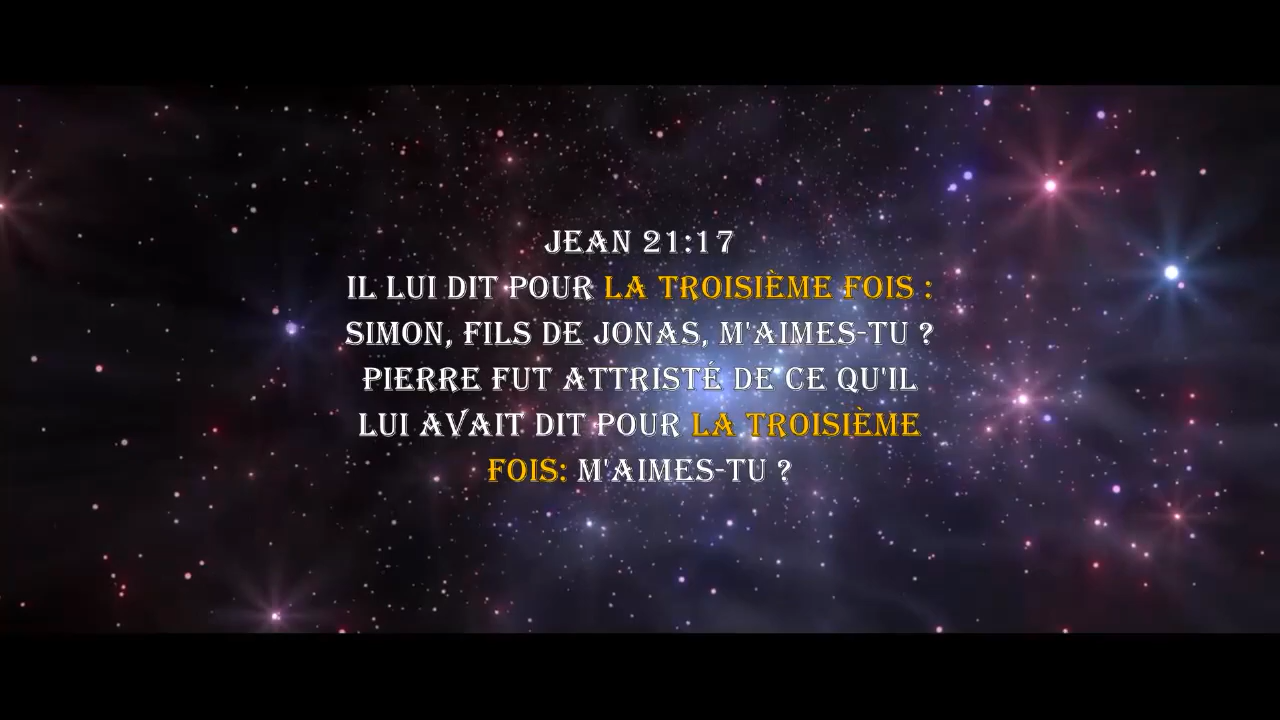 JEAN 21:17
IL LUI DIT POUR LA TROISIÈME FOIS :
SIMON, FILS DE JONAS, M'AIMES-TU ?
PIERRE FUT ATTRISTÉ DE CE QU'IL
LUI AVAIT DIT POUR LA TROISIÈME
FOIS: M'AIMES-TU ?